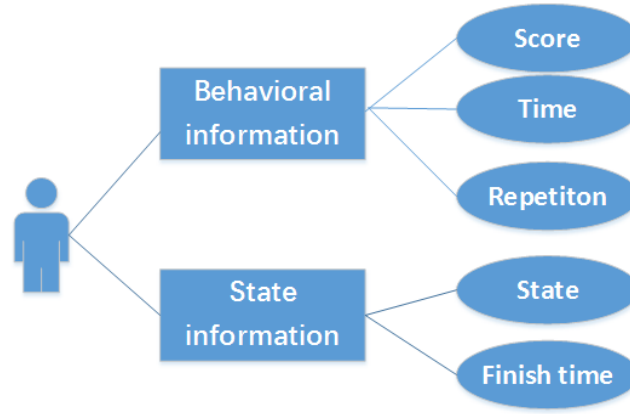 Score
Behavioral
information
Time
Repetiton
State
information
State
Finish time